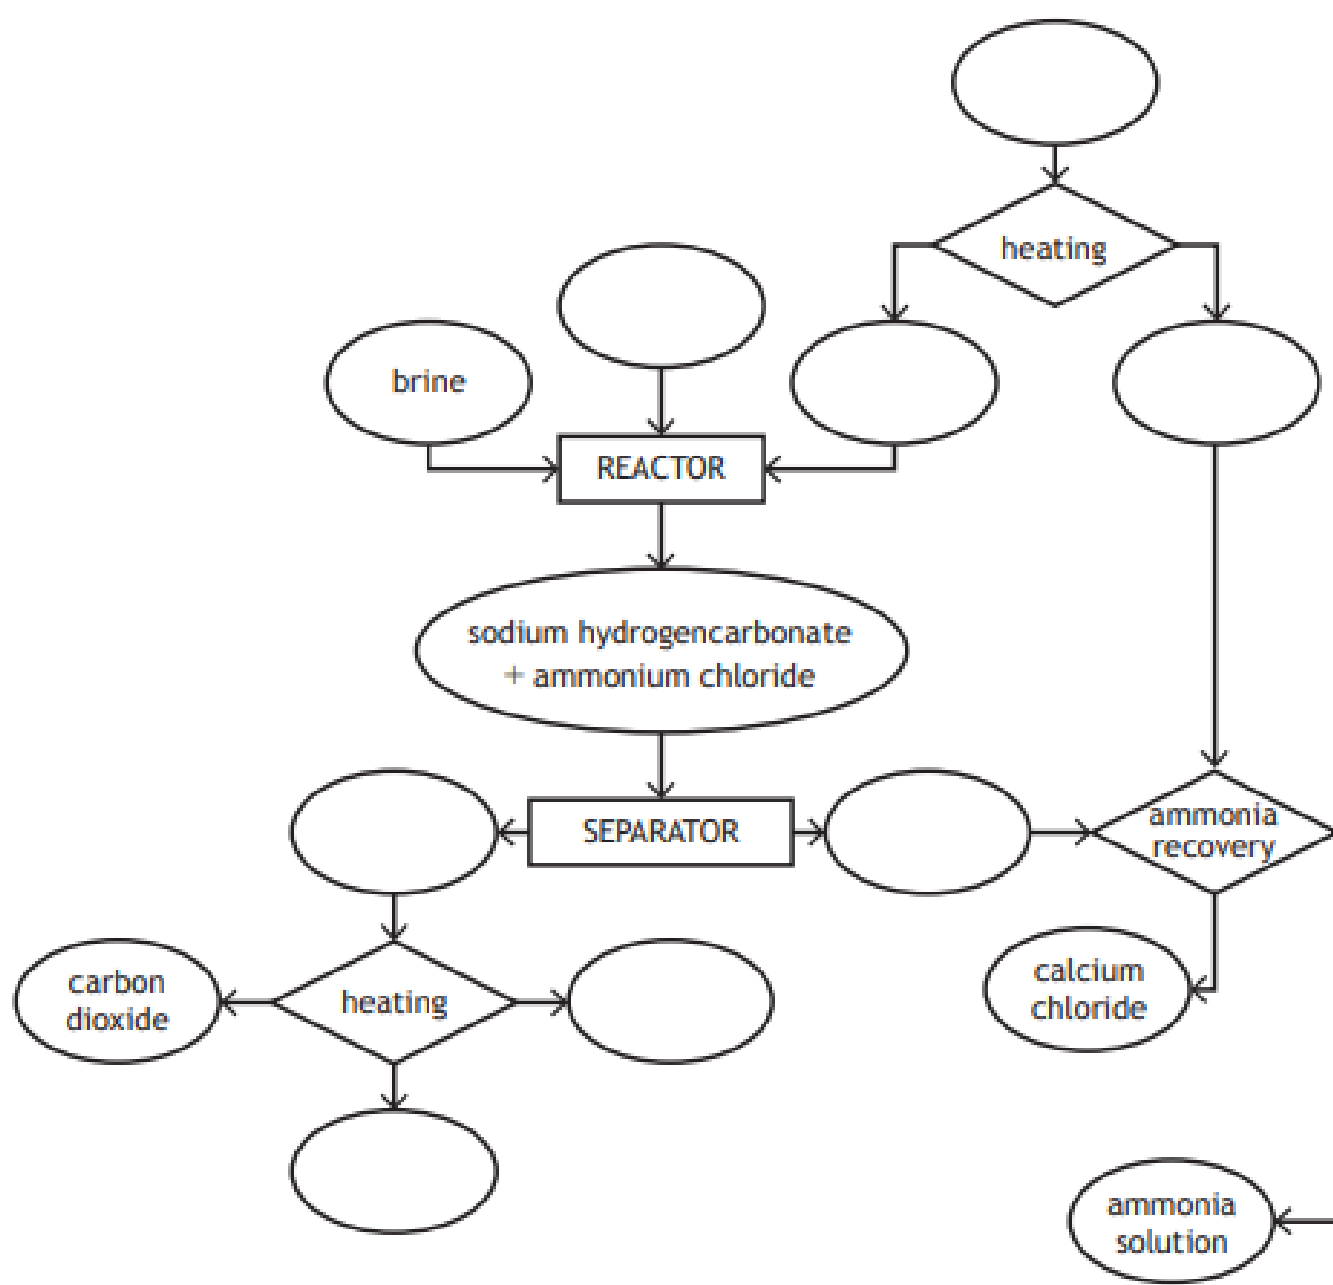 heating
brine
REACTOR
sodium hydrogencarbonate
+ ammonium chloride
SEPARATOR
ammonia
recovery
carbon
dioxide
heating
calcium
chloride
ammonia
solution